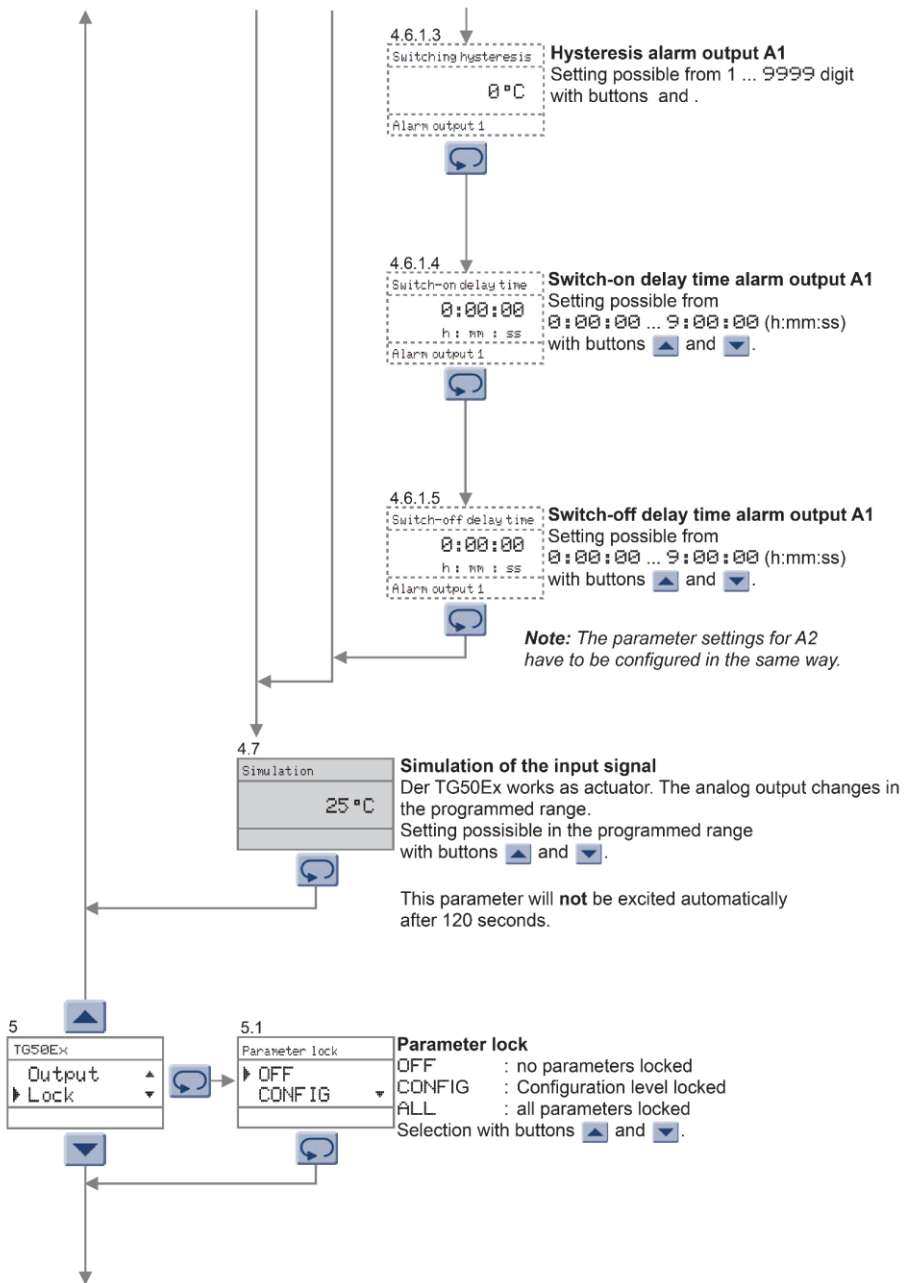 4.6.1.3
Switching hysteresis
0°C
Alarm output 1
Hysteresis alarm output A1
Setting possible from 1 ... 9999 digit
with buttons and .
4.6.1.4
Switch-on delay time
0:00:00
h : mm : ss
Alarm output 1
Switch-on delay time alarm output A1
Setting possible from
0:00:00 ... 9:00:00 (h:mm:ss)
with buttons and .
4.6.1.5
Switch-off delay time
0:00:00
h : mm : ss
Alarm output 1
Switch-off delay time alarm output A1
Setting possible from
0:00:00 ... 9:00:00 (h:mm:ss)
with buttons and .
Note: The parameter settings for A2
have to be configured in the same way.
4.7
Simulation
25°C
Simulation of the input signal
Der TG50Ex works as actuator. The analog output changes in
the programmed range.
Setting possisible in the programmed range
with buttons and .
This parameter will not be excited automatically
after 120 seconds.
5
TG50Ex
Output
Lock
5.1
Parameter lock
OFF
CONFIG
Parameter lock
OFF : no parameters locked
CONFIG : Configuration level locked
ALL : all parameters locked
Selection with buttons and .